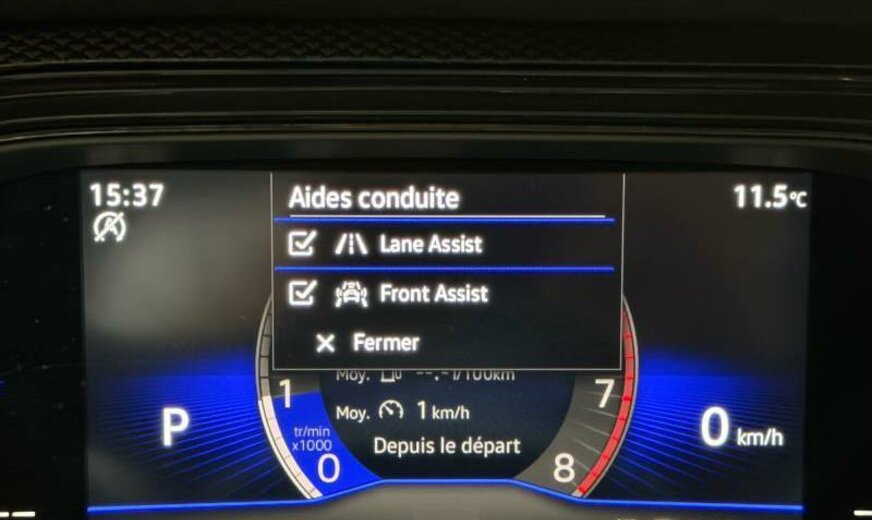 15:37
Aides conduite
11.5°C
Lane Assist
Front Assist
Fermer
Moy. --.- l/100km
1
7
Moy. 1 km/h
P
tr/min
x1000
0 km/h
Depuis le départ
0
8